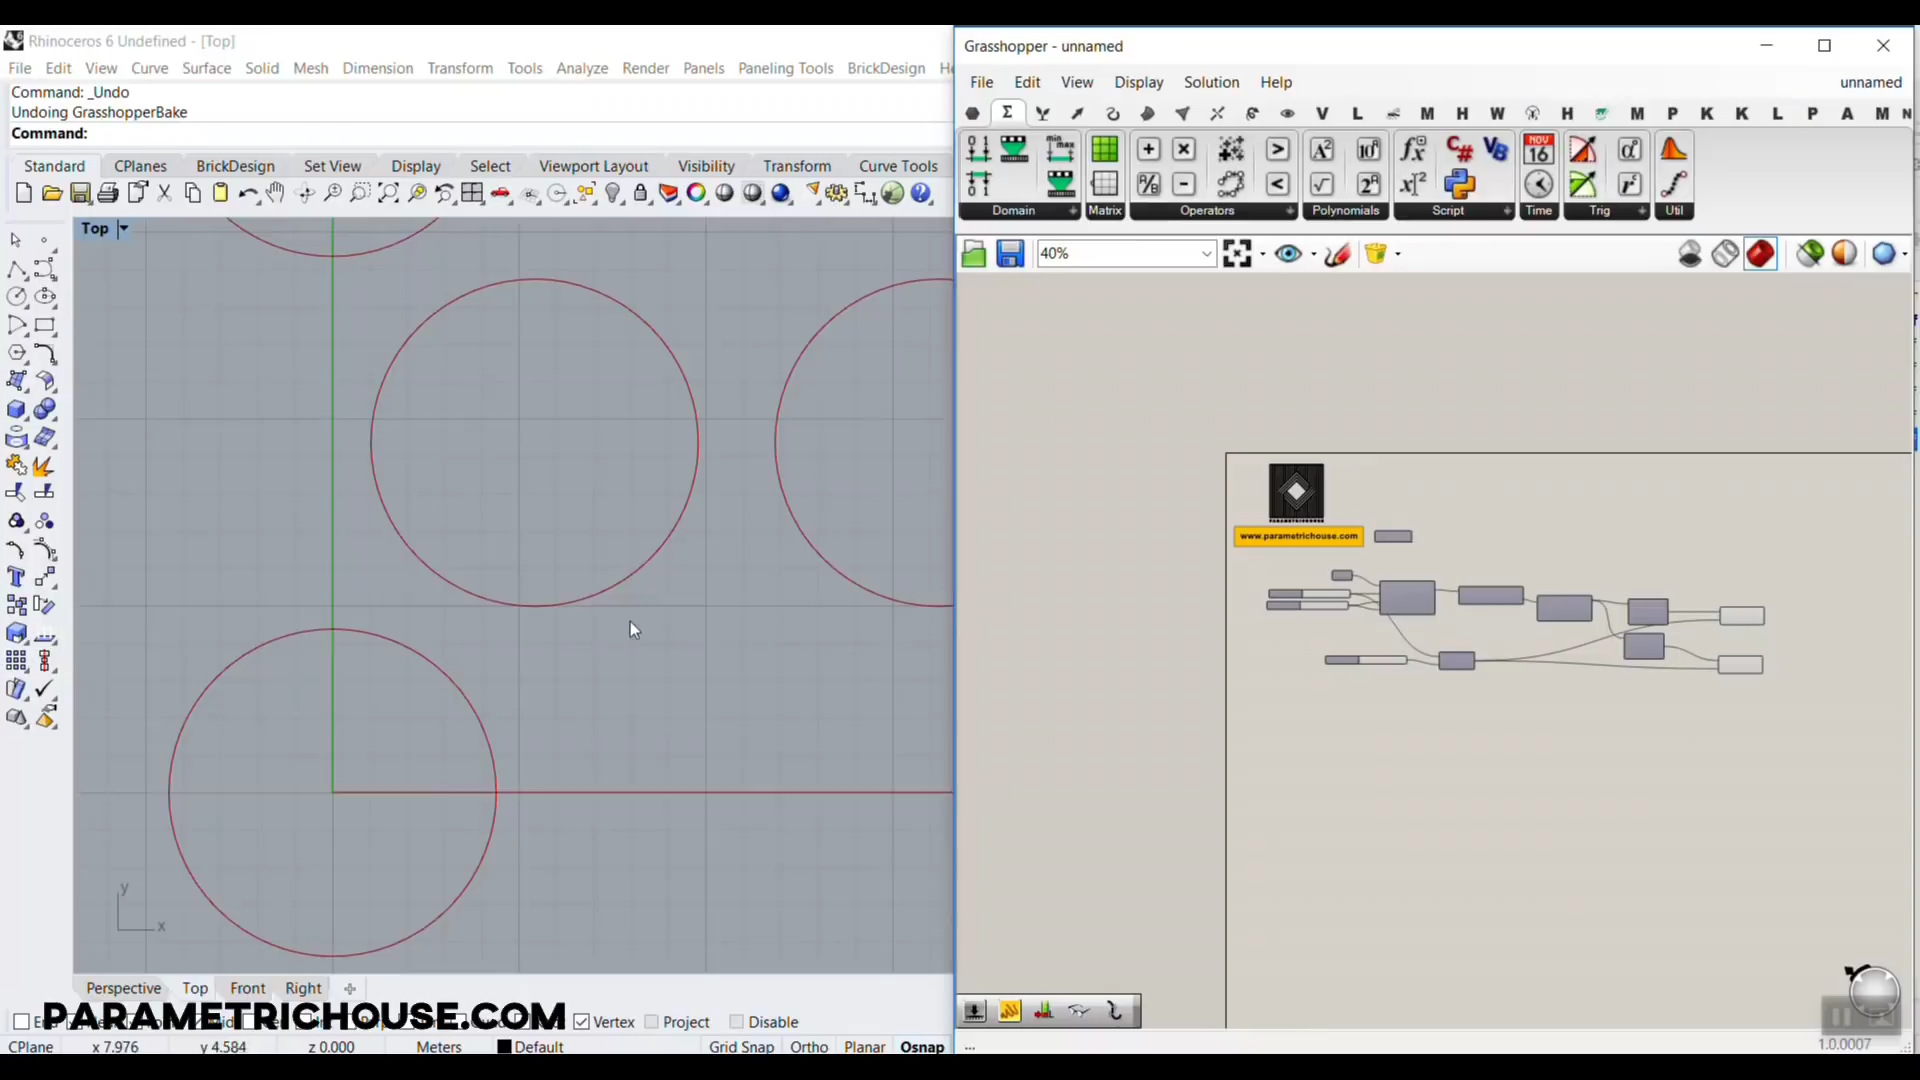 Rhinoceros 6 Undefined - [Top]
File Edit View Curve Surface Solid Mesh Dimension Transform Tools Analyze Render Panels Paneling Tools BrickDesign
Command: _Undo
Undoing GrasshopperBake
Command:
Standard CPlanes BrickDesign Set View Display Select Viewport Layout Visibility Transform Curve Tools
Top
y
x
Perspective Top Front Right
PARAMETRICHOUSE.COM
Vertex Project Disable
CPlane x 7.976 y 4.584 z 0.000 Meters Default Grid Snap Ortho Planar Osnap
Grasshopper - unnamed
File Edit View Display Solution Help unnamed
Σ V L M H W H M P K K L P A M N
Domain Matrix Operators Polynomials Script Time Trig Util
40%
PARAMETRICHOUSE
www.parametrichouse.com
...
1.0.0007